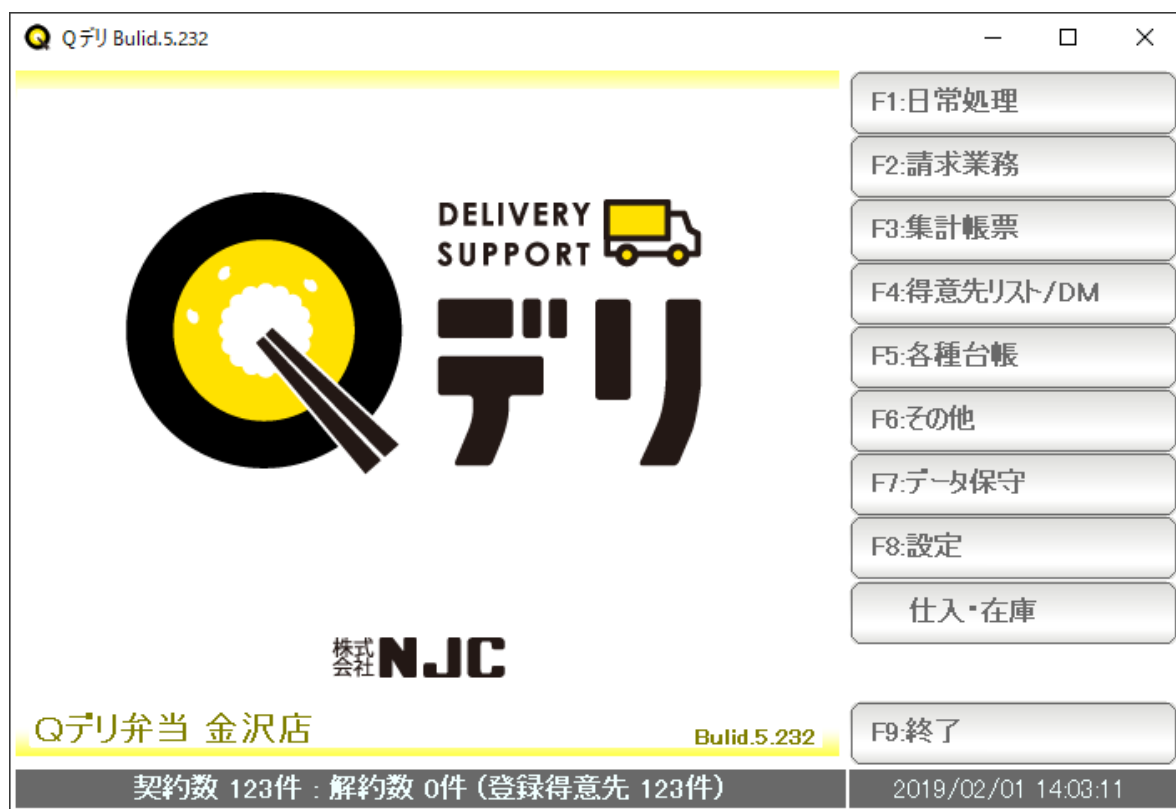 Qデリ Bulid.5.232
DELIVERY
SUPPORT
デリ
株式会社NJC
Qデリ弁当 金沢店
Bulid.5.232
契約数 123件 : 解約数 0件 (登録得意先 123件)
F1:日常処理
F2:請求業務
F3:集計帳票
F4:得意先リスト/DM
F5:各種台帳
F6:その他
F7:データ保守
F8:設定
仕入・在庫
F9:終了
2019/02/01 14:03:11